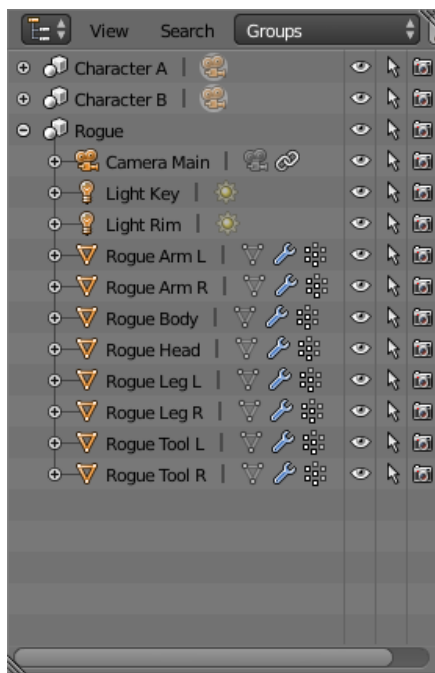 View Search Groups
Character A
Character B
Rogue
Camera Main
Light Key
Light Rim
Rogue Arm L
Rogue Arm R
Rogue Body
Rogue Head
Rogue Leg L
Rogue Leg R
Rogue Tool L
Rogue Tool R